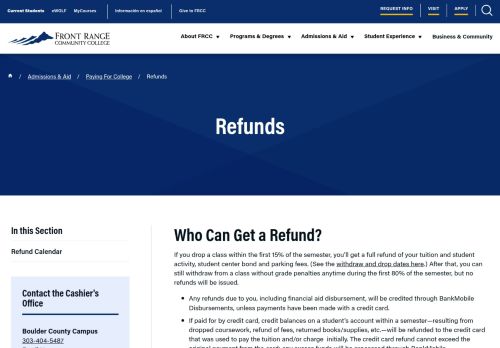 Current Students eWOLF MyCourses Información en español Give to FRCC REQUEST INFO VISIT APPLY
FRONT RANGE
COMMUNITY COLLEGE
About FRCC Programs & Degrees Admissions & Aid Student Experience Business & Community
/ Admissions & Aid / Paying For College / Refunds
Refunds
In this Section
Refund Calendar
Contact the Cashier's
Office
Boulder County Campus
303-404-5487
Who Can Get a Refund?
If you drop a class within the first 15% of the semester, you'll get a full refund of your tuition and student
activity, student center bond and parking fees. (See the withdraw and drop dates here.) After that, you can
still withdraw from a class without grade penalties anytime during the first 80% of the semester, but no
refunds will be issued.
• Any refunds due to you, including financial aid disbursement, will be credited through BankMobile
Disbursements, unless payments have been made with a credit card.
• If paid for by credit card, credit balances on a student's account within a semester—resulting from
dropped coursework, refund of fees, returned books/supplies, etc.—will be refunded to the credit card
that was used to pay the tuition and/or charge initially. The credit card refund cannot exceed the